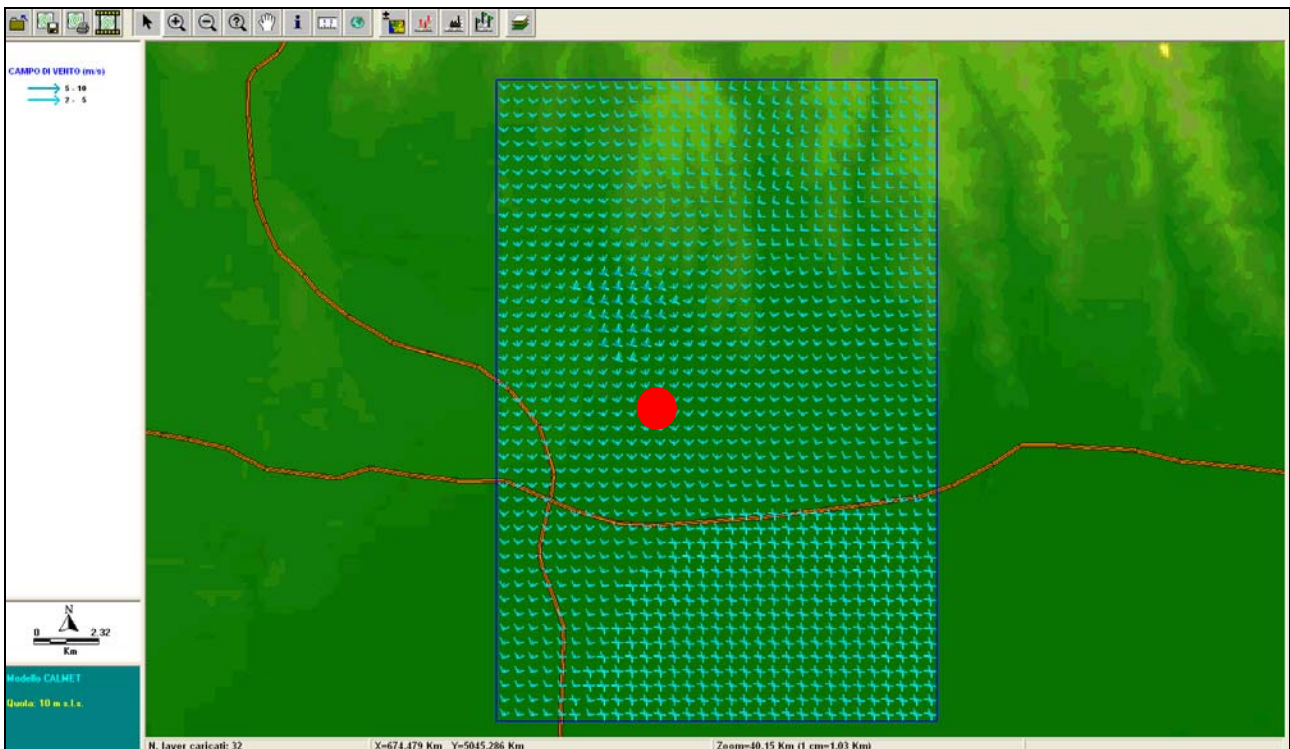 CAMPO DI VENTO (m/s)
5 - 10
2 - 5
N
0 2.32
Km
Modello CALMET
Quota: 10 m s.l.s.
N. layer caricati: 32 X=674.479 Km Y=5045.286 Km Zoom=40.15 Km (1 cm=1.03 Km)